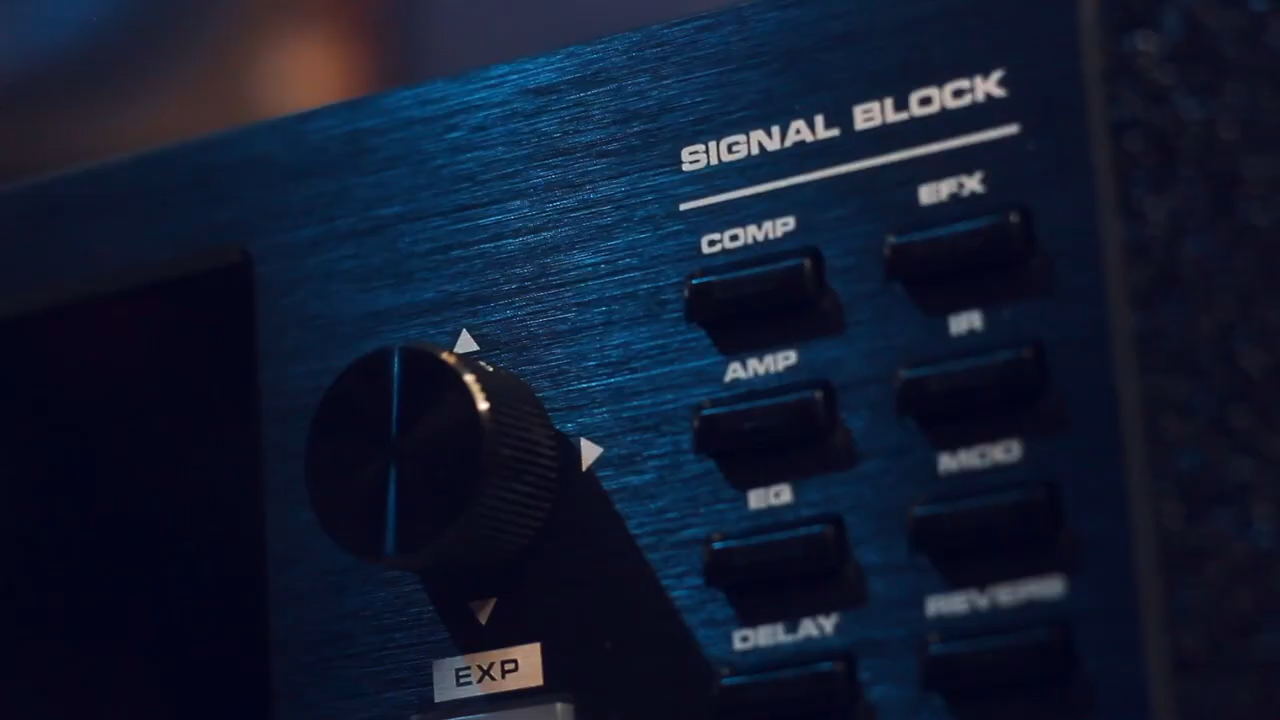 SIGNAL BLOCK
COMP
EFX
AMP
IR
EQ
MOD
DELAY
REVERB
EXP